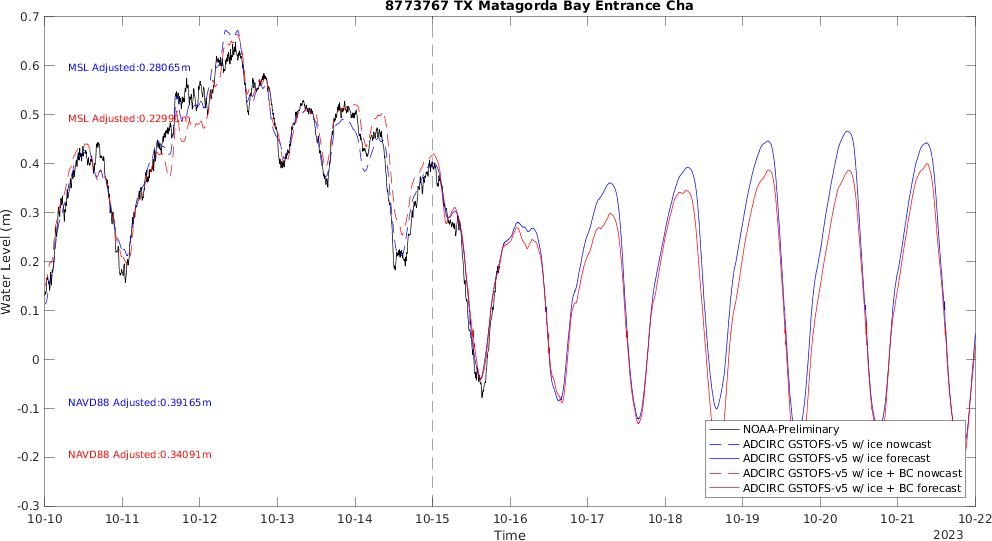 8773767 TX Matagorda Bay Entrance Cha
Water Level (m)
0.7
0.6
0.5
0.4
0.3
0.2
0.1
0
-0.1
-0.2
-0.3
MSL Adjusted:0.28065m
MSL Adjusted:0.22991m
NAVD88 Adjusted:0.39165m
NAVD88 Adjusted:0.34091m
NOAA-Preliminary
ADCIRC GSTOFS-v5 w/ ice nowcast
ADCIRC GSTOFS-v5 w/ ice forecast
ADCIRC GSTOFS-v5 w/ ice + BC nowcast
ADCIRC GSTOFS-v5 w/ ice + BC forecast
10-10 10-11 10-12 10-13 10-14 10-15 10-16 10-17 10-18 10-19 10-20 10-21 10-22
Time
2023